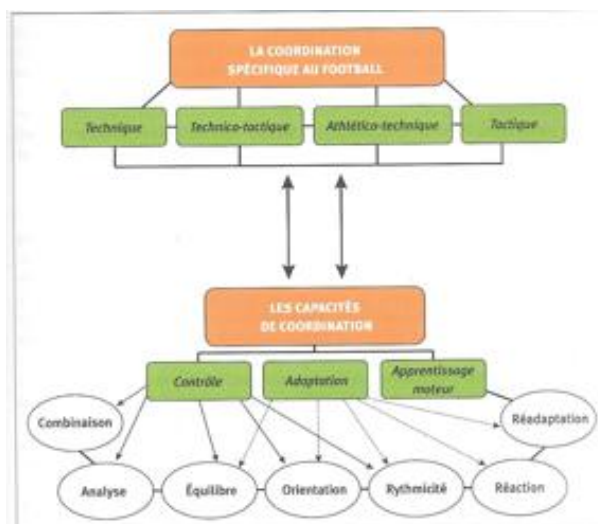 LA COORDINATION
SPÉCIFIQUE AU FOOTBALL
Technique
Technico-tactique
Athlético-technique
Tactique
LES CAPACITÉS
DE COORDINATION
Contrôle
Adaptation
Apprentissage
moteur
Combinaison
Réadaptation
Analyse
Équilibre
Orientation
Rythmicité
Réaction